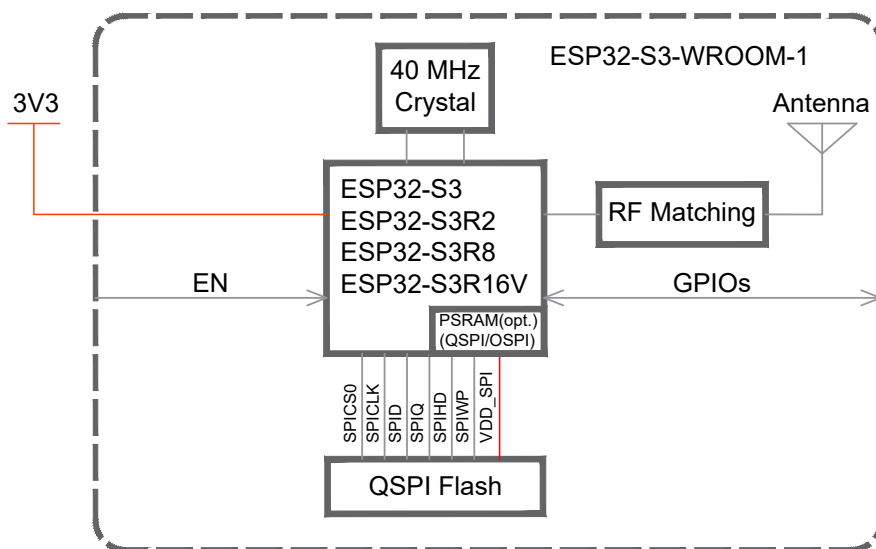 ESP32-S3-WROOM-1
40 MHz
Crystal
3V3
Antenna
ESP32-S3
ESP32-S3R2
ESP32-S3R8
ESP32-S3R16V
RF Matching
EN
GPIOs
PSRAM(opt.)
(QSPI/OSPI)
SPICS0
SPICLK
SPID
SPIQ
SPIHD
SPIWP
VDD_SPI
QSPI Flash